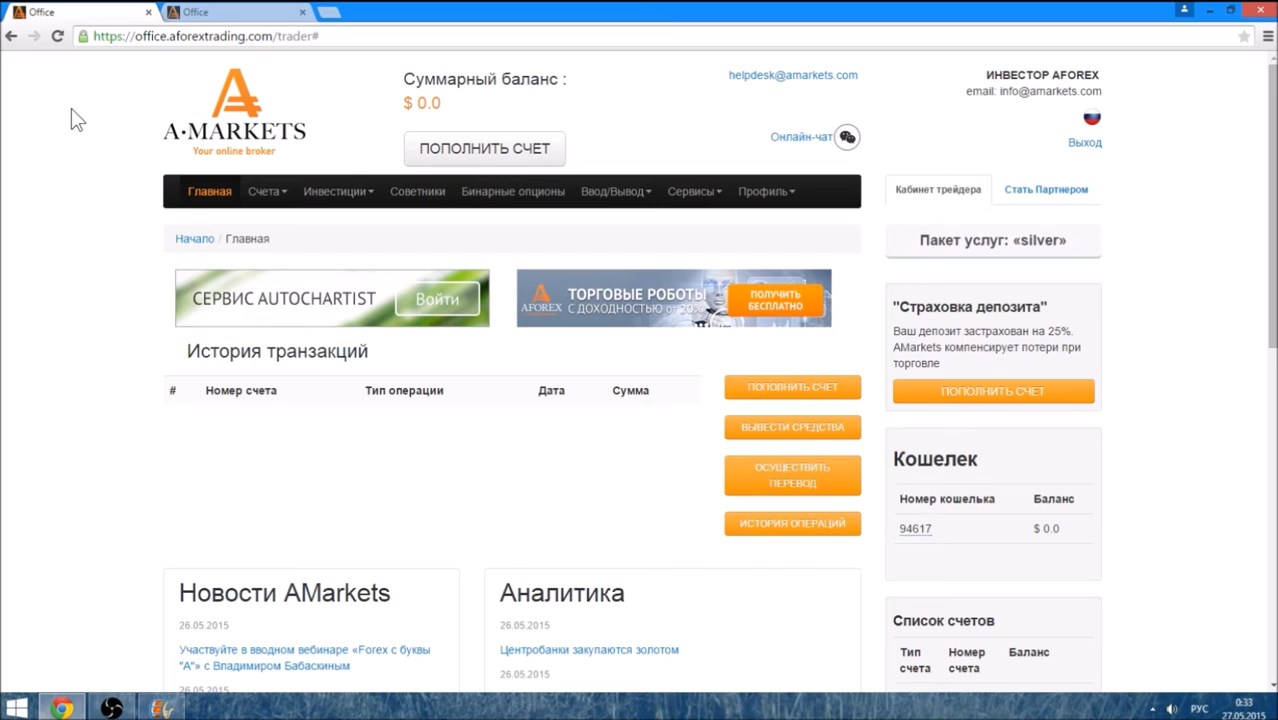 Office
Office
https://office.aforextrading.com/trader#
A·MARKETS
Your online broker
Суммарный баланс :
$ 0.0
ПОПОЛНИТЬ СЧЕТ
helpdesk@amarkets.com
Онлайн-чат
ИНВЕСТОР AFOREX
email: info@amarkets.com
Выход
Главная Счета Инвестиции Советники Бинарные опционы Ввод/Вывод Сервисы Профиль
Кабинет трейдера Стать Партнером
Начало / Главная
Пакет услуг: «silver»
СЕРВИС AUTOCHARTIST Войти
AFOREX
ТОРГОВЫЕ РОБОТЫ
С ДОХОДНОСТЬЮ от 20%
ПОЛУЧИТЬ
БЕСПЛАТНО
"Страховка депозита"
Ваш депозит застрахован на 25%.
AMarkets компенсирует потери при
торговле
ПОПОЛНИТЬ СЧЕТ
История транзакций
# Номер счета Тип операции Дата Сумма
ПОПОЛНИТЬ СЧЕТ
ВЫВЕСТИ СРЕДСТВА
ОСУЩЕСТВИТЬ
ПЕРЕВОД
ИСТОРИЯ ОПЕРАЦИЙ
Кошелек
Номер кошелька Баланс
94617 $ 0.0
Новости AMarkets
26.05.2015
Участвуйте в вводном вебинаре «Forex с буквы
"А"» с Владимиром Бабаскиным
26.05.2015
Аналитика
26.05.2015
Центробанки закупаются золотом
26.05.2015
Список счетов
Тип
счета
Номер
счета
Баланс
РУС
0:33
27.05.2015